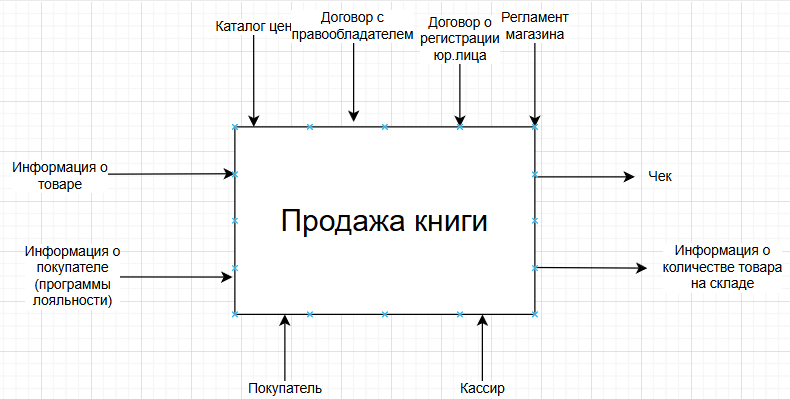 Каталог цен
Договор с
правообладателем
Договор о
регистрации
юр.лица
Регламент
магазина
Информация о
товаре
Продажа книги
Чек
Информация о
покупателе
(программы
лояльности)
Информация о
количестве товара
на складе
Покупатель
Кассир